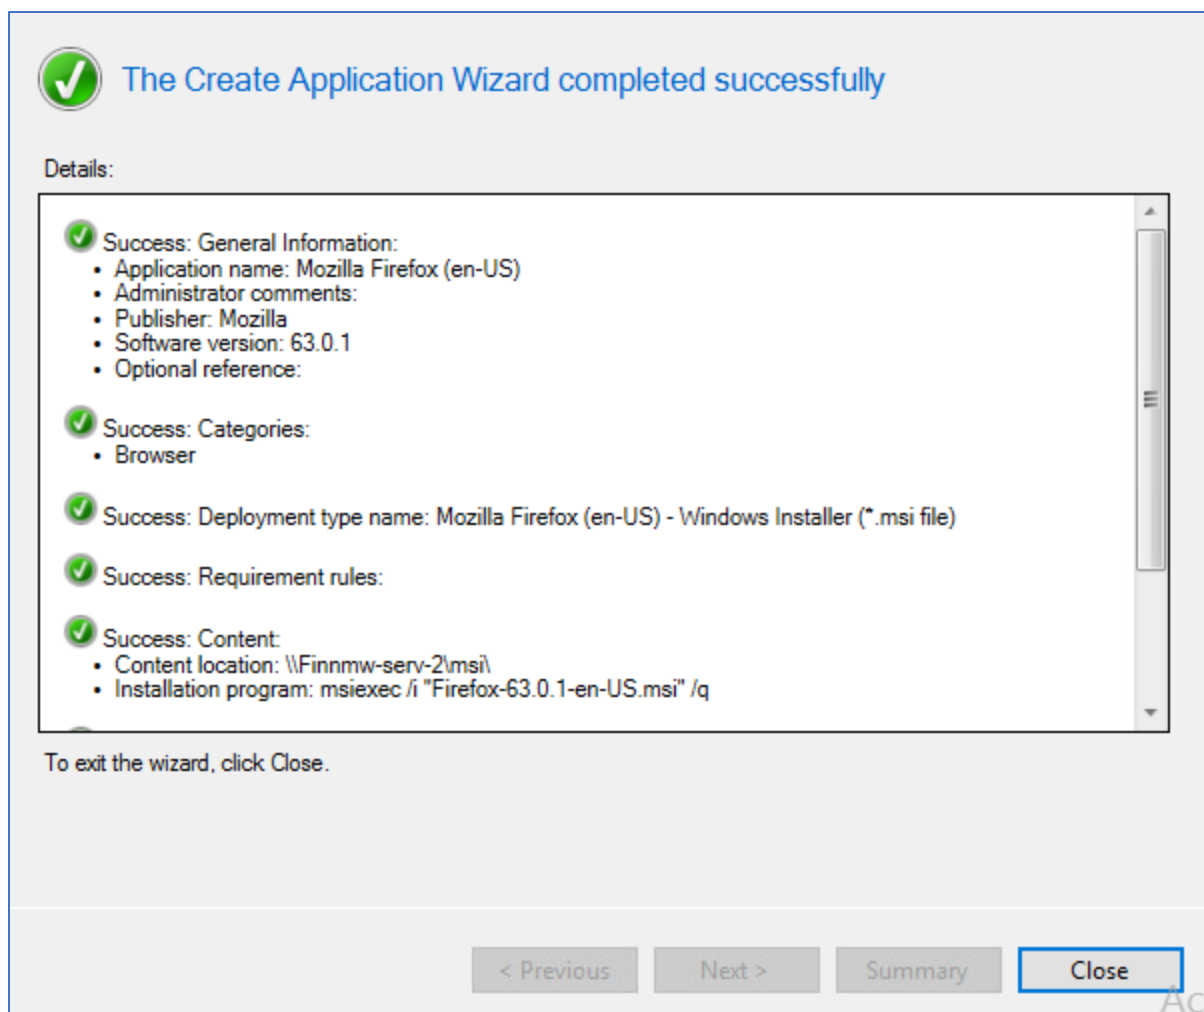 The Create Application Wizard completed successfully
Details:
Success: General Information:
• Application name: Mozilla Firefox (en-US)
• Administrator comments:
• Publisher: Mozilla
• Software version: 63.0.1
• Optional reference:
Success: Categories:
• Browser
Success: Deployment type name: Mozilla Firefox (en-US) - Windows Installer (*.msi file)
Success: Requirement rules:
Success: Content:
• Content location: \\Finnmw-serv-2\msi\
• Installation program: msiexec /i "Firefox-63.0.1-en-US.msi" /q
To exit the wizard, click Close.
< Previous
Next >
Summary
Close